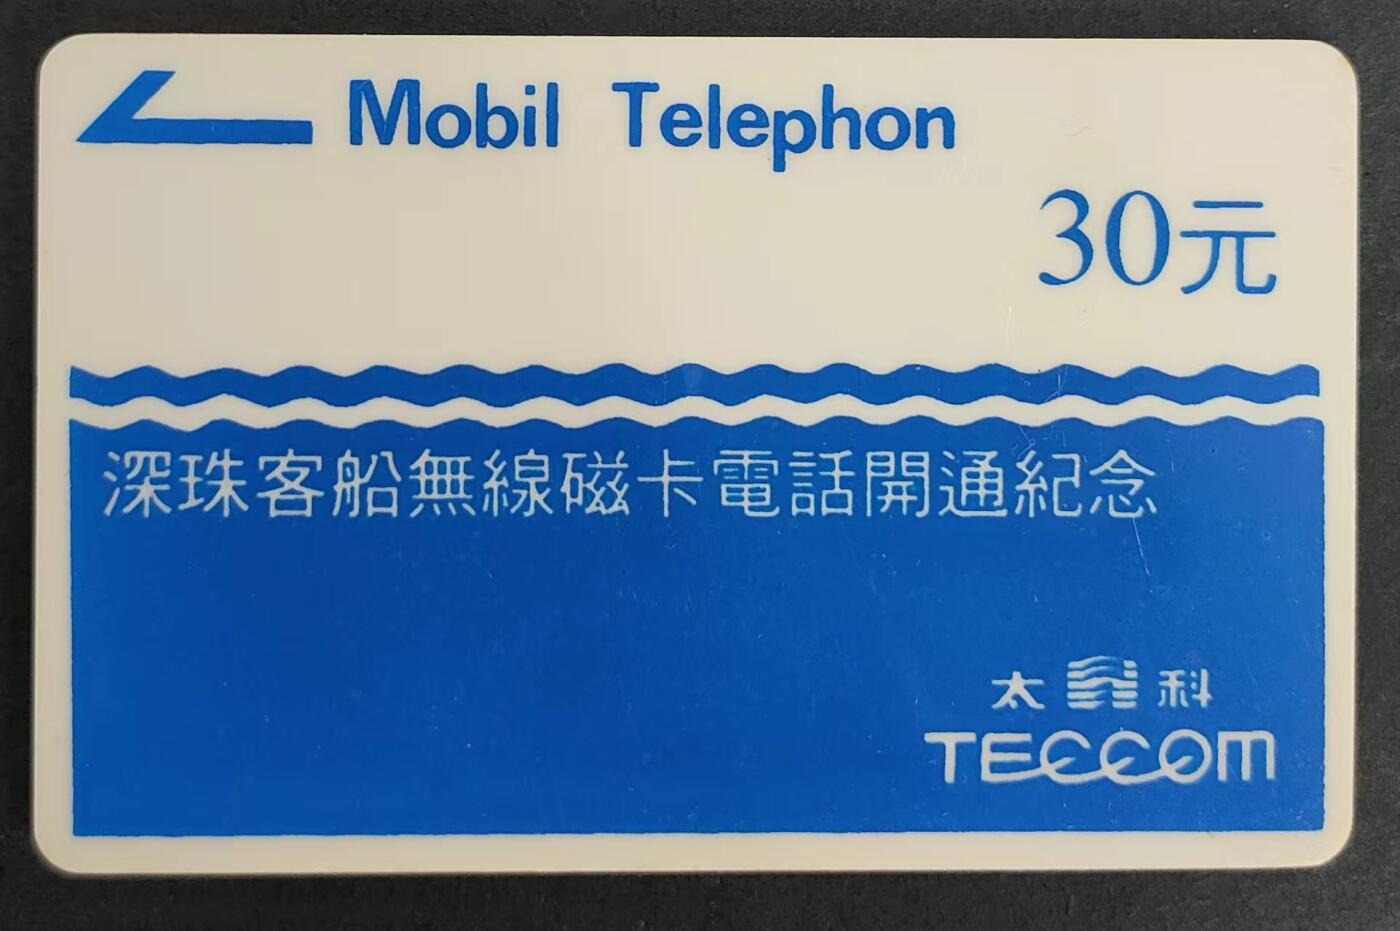 Mobil Telephon
30元
深珠客船無線磁卡電話開通紀念
太 科
TECCOM